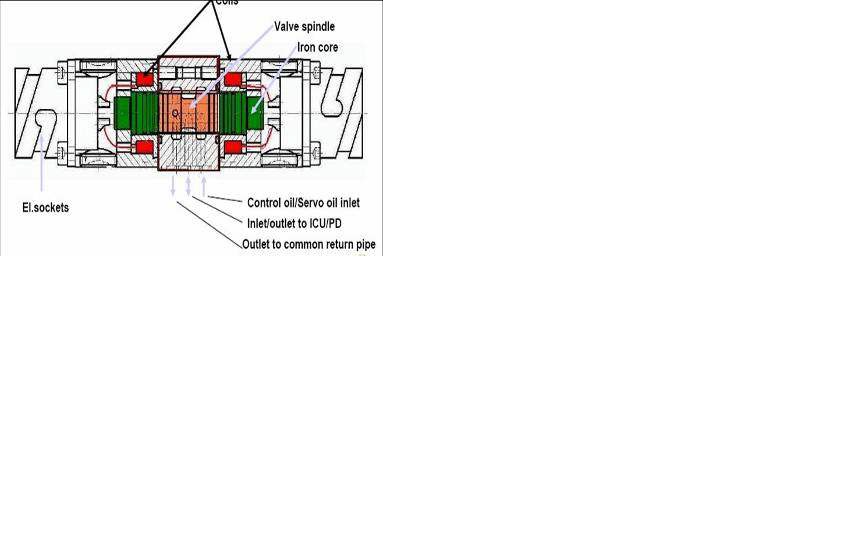 Coils
Valve spindle
Iron core
El.sockets
Control oil/Servo oil inlet
Inlet/outlet to ICU/PD
Outlet to common return pipe